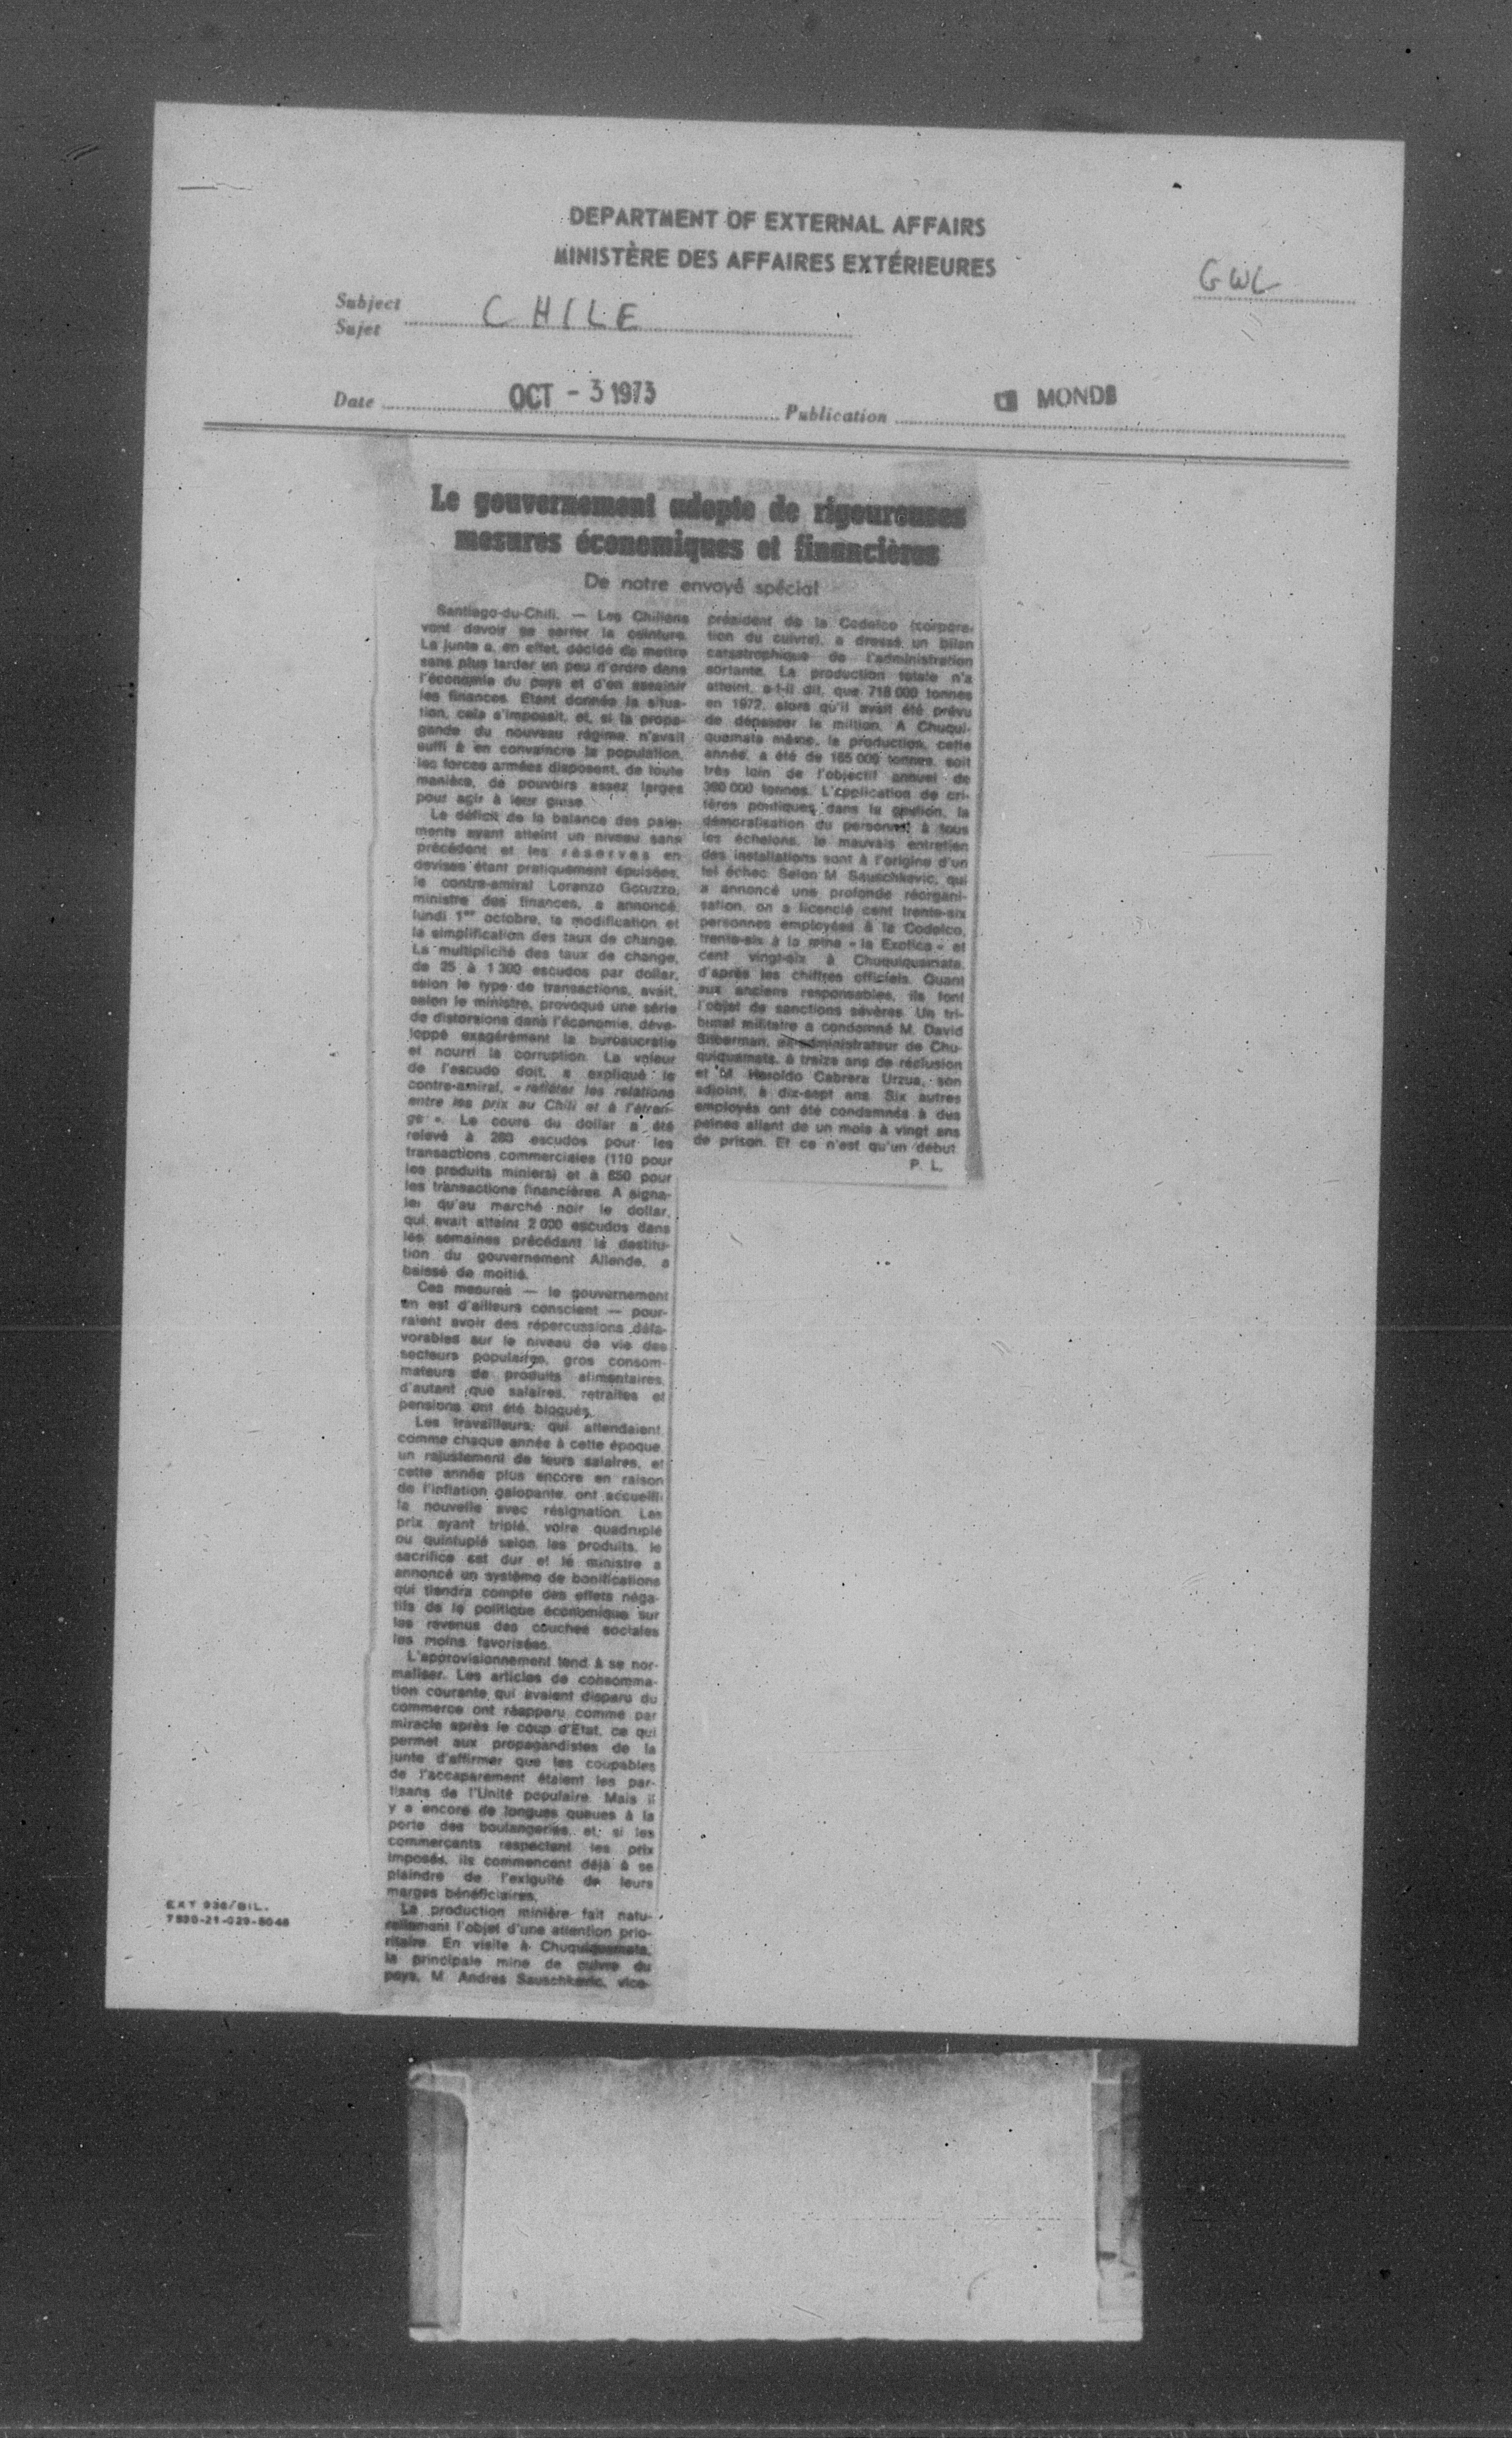 DEPARTMENT OF EXTERNAL AFFAIRS
MINISTÈRE DES AFFAIRES EXTÉRIEURES
GWL
Subject
Sujet
CHILE
Date OCT - 3 1973 Publication MONDE
Le gouvernement adopte de rigoureuses
mesures économiques et financières
De notre envoyé spécial
Santiago-du-Chili. — Les Chiliens
vont devoir se serrer la ceinture.
La junte a, en effet, décidé de mettre
sans plus tarder un peu d'ordre dans
l'économie du pays et d'en assainir
les finances. Etant donnée la situa-
tion, cela s'imposait, et, si la propa-
gande du nouveau régime n'avait
suffi à en convaincre la population,
les forces armées disposent, de toute
manière, de pouvoirs assez larges
pour agir à leur guise.
Le déficit de la balance des paie-
ments ayant atteint un niveau sans
précédent et les réserves en
devises étant pratiquement épuisées,
le contre-amiral Lorenzo Gotuzzo,
ministre des finances, a annoncé,
lundi 1er octobre, la modification et
la simplification des taux de change.
La multiplicité des taux de change,
de 25 à 1 300 escudos par dollar,
selon le type de transactions, avait,
selon le ministre, provoqué une série
de distorsions dans l'économie, déve-
loppé exagérément la bureaucratie
et nourri la corruption. La valeur
de l'escudo doit, a expliqué le
contre-amiral, « refléter les relations
entre les prix au Chili et à l'étran-
ge ». Le cours du dollar a été
relevé à 280 escudos pour les
transactions commerciales (110 pour
les produits miniers) et à 850 pour
les transactions financières. A signa-
ler qu'au marché noir le dollar,
qui avait atteint 2 000 escudos dans
les semaines précédant la destitu-
tion du gouvernement Allende, a
baissé de moitié.
Ces mesures — le gouvernement
en est d'ailleurs conscient — pour-
raient avoir des répercussions défa-
vorables sur le niveau de vie des
secteurs populaires, gros consom-
mateurs de produits alimentaires,
d'autant que salaires, retraites et
pensions ont été bloqués.
Les travailleurs, qui attendaient,
comme chaque année à cette époque,
un rajustement de leurs salaires, et
cette année plus encore en raison
de l'inflation galopante, ont accueilli
la nouvelle avec résignation. Les
prix ayant triplé, voire quadruplé
ou quintuplé selon les produits, le
sacrifice est dur et le ministre a
annoncé un système de bonifications
qui tiendra compte des effets néga-
tifs de la politique économique sur
les revenus des couches sociales
les moins favorisées.
L'approvisionnement tend à se nor-
maliser. Les articles de consomma-
tion courante qui avaient disparu du
commerce ont réapparu comme par
miracle après le coup d'Etat, ce qui
permet aux propagandistes de la
junte d'affirmer que les coupables
de l'accaparement étaient les par-
tisans de l'Unité populaire. Mais il
y a encore de longues queues à la
porte des boulangeries, et, si les
commerçants respectent les prix
imposés, ils commencent déjà à se
plaindre de l'exiguïté de leurs
marges bénéficiaires.
La production minière fait natu-
rellement l'objet d'une attention prio-
ritaire. En visite à Chuquiquamata,
la principale mine de cuivre du
pays, M. Andres Sauschkevic, vice-
président de la Codelco (corpora-
tion du cuivre), a dressé un bilan
catastrophique de l'administration
sortante. La production totale n'a
atteint, a-t-il dit, que 718 000 tonnes
en 1972, alors qu'il avait été prévu
de dépasser le million. A Chuqui-
quamata même, la production, cette
année, a été de 185 000 tonnes, soit
très loin de l'objectif annuel de
360 000 tonnes. L'application de cri-
tères politiques dans la gestion, la
démoralisation du personnel à tous
les échelons, le mauvais entretien
des installations sont à l'origine d'un
tel échec. Selon M. Sauschkevic, qui
a annoncé une profonde réorgani-
sation, on a licencié cent trente-six
personnes employées à la Codelco,
trente-six à la mine « la Exotica » et
cent vingt-six à Chuquiquamata,
d'après les chiffres officiels. Quant
aux anciens responsables, ils font
l'objet de sanctions sévères. Un tri-
bunal militaire a condamné M. David
Silberman, ex-administrateur de Chu-
quiquamata, à treize ans de réclusion
et M. Haroldo Cabrera Urzua, son
adjoint, à dix-sept ans. Six autres
employés ont été condamnés à des
peines allant de un mois à vingt ans
de prison. Et ce n'est qu'un début.
P. L.
EXT 936/BIL.
7530-21-029-5046